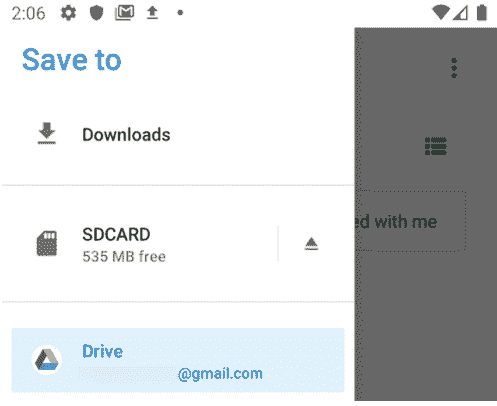 2:06
Save to
Downloads
SDCARD
535 MB free
ed with me
Drive
@gmail.com